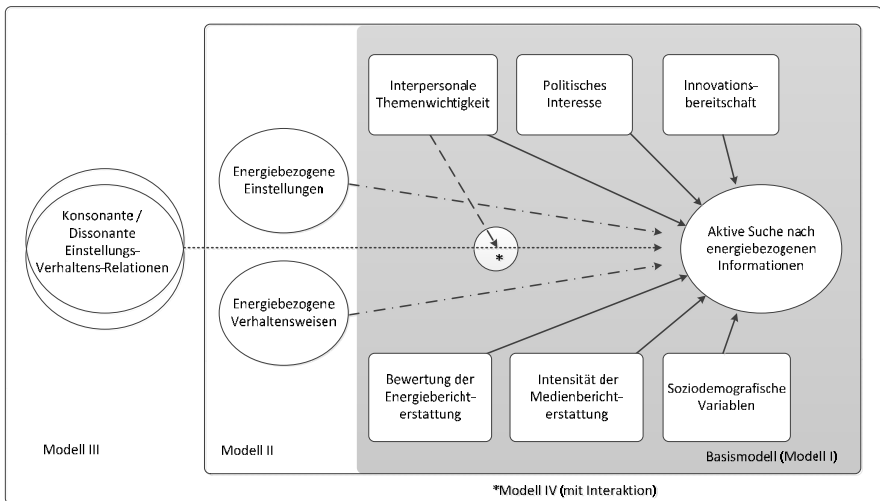 Interpersonale
Themenwichtigkeit
Politisches
Interesse
Innovations-
bereitschaft
Energiebezogene
Einstellungen
Konsonante /
Dissonante
Einstellungs-
Verhaltens-Relationen
*
Aktive Suche nach
energiebezogenen
Informationen
Energiebezogene
Verhaltensweisen
Bewertung der
Energiebericht-
erstattung
Intensität der
Medienbericht-
erstattung
Soziodemografische
Variablen
Modell III
Modell II
Basismodell (Modell I)
*Modell IV (mit Interaktion)